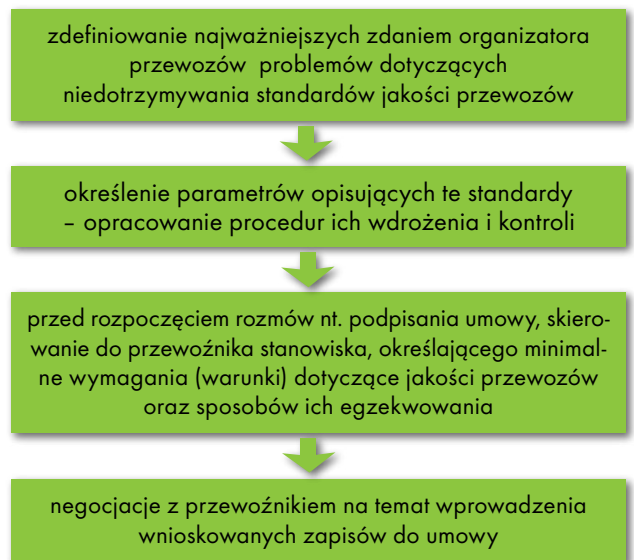 zdefiniowanie najważniejszych zdaniem organizatora
przewozów problemów dotyczących
niedotrzymywania standardów jakości przewozów
określenie parametrów opisujących te standardy
– opracowanie procedur ich wdrożenia i kontroli
przed rozpoczęciem rozmów nt. podpisania umowy, skiero-
wanie do przewoźnika stanowiska, określającego minimal-
ne wymagania (warunki) dotyczące jakości przewozów
oraz sposobów ich egzekwowania
negocjacje z przewoźnikiem na temat wprowadzenia
wnioskowanych zapisów do umowy